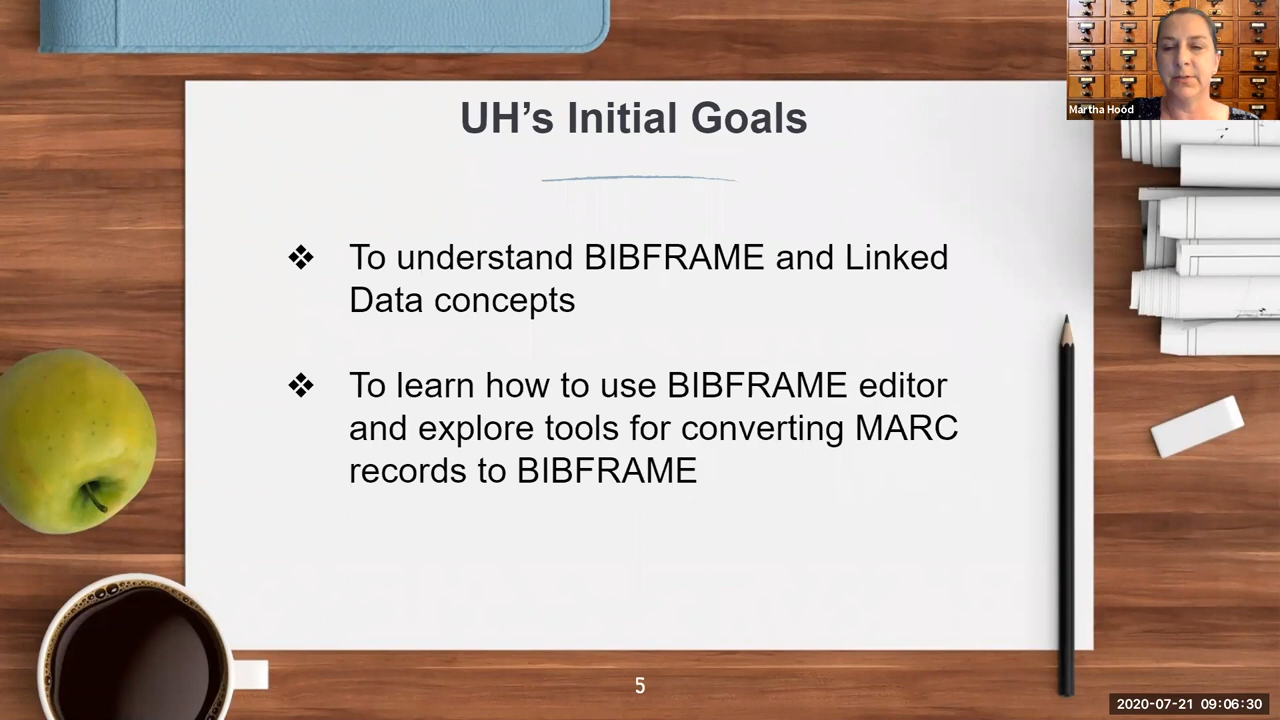 UH’s Initial Goals
Martha Hood
❖ To understand BIBFRAME and Linked
Data concepts
❖ To learn how to use BIBFRAME editor
and explore tools for converting MARC
records to BIBFRAME
5
2020-07-21 09:06:30